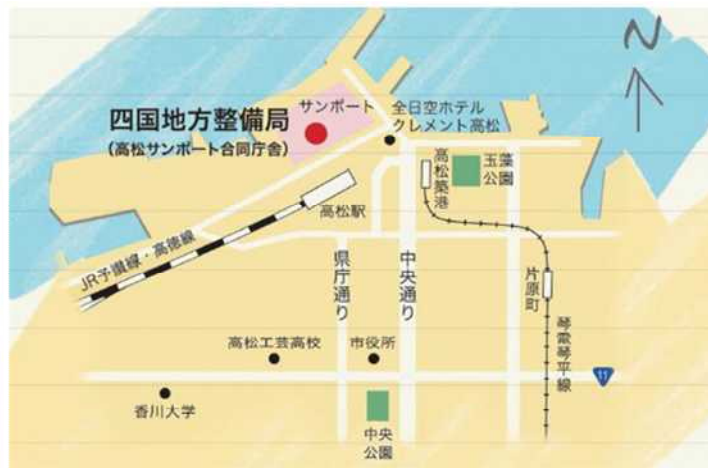 N
サンポート
四国地方整備局
(高松サンポート合同庁舎)
全日空ホテル
クレメント高松
高松築港
玉藻
公園
高松駅
JR予讃線・高徳線
県庁通り
中央通り
片原町
琴電琴平線
高松工芸高校
市役所
11
香川大学
中央
公園